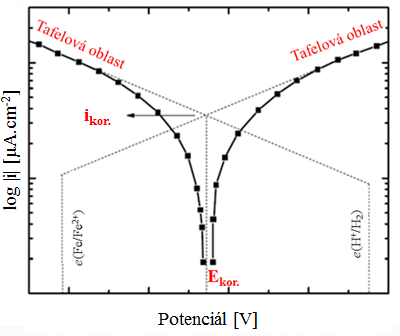 Tafelová oblast
Tafelová oblast
log |i| [µA.cm⁻²]
iₖₒᵣ.
e(Fe/Fe²⁺)
e(H⁺/H₂)
Eₖₒᵣ.
Potenciál [V]